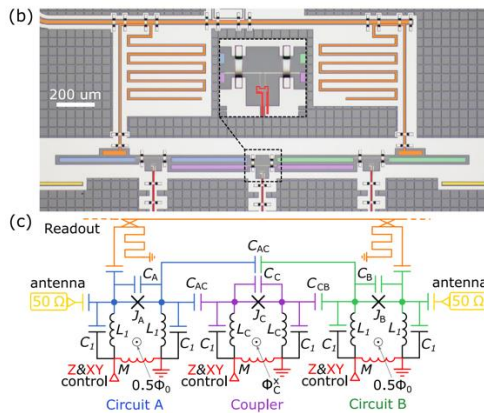 (b)
200 um
(c)
Readout
C_AC
antenna C_A C_AC C_C C_CB C_B antenna
50 Ω J_A J_C J_B 50 Ω
C_1 L_1 L_1 C_1 L_C L_C C_1 L_1 L_1 C_1
Z&XY M Z&XY M Z&XY M
control 0.5Φ_0 control Φ_C^x control 0.5Φ_0
Circuit A Coupler Circuit B